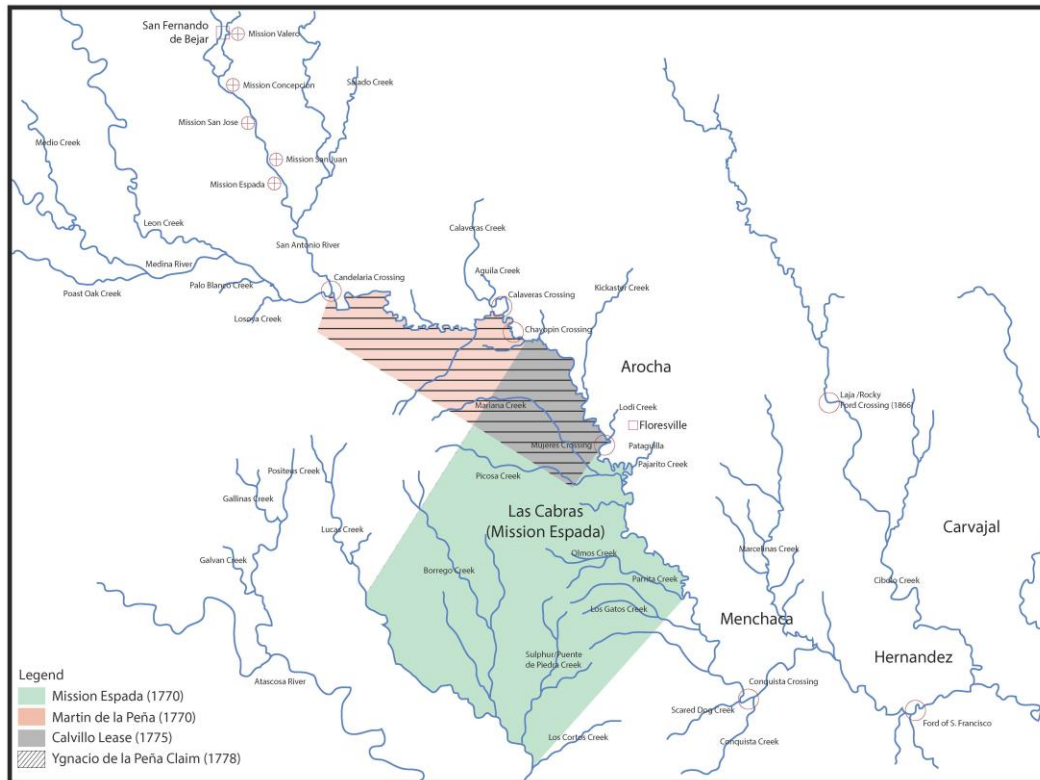 San Fernando
de Bejar
Mission Valero
Mission Concepcion
Salado Creek
Mission San Jose
Medio Creek
Mission San Juan
Mission Espada
Leon Creek
Calaveras Creek
San Antonio River
Medina River
Aguila Creek
Candelaria Crossing
Palo Blanco Creek
Kickaster Creek
Poast Oak Creek
Calaveras Crossing
Losoya Creek
Chayopin Crossing
Arocha
Laja /Rocky
Ford Crossing (1866)
Mariana Creek
Lodi Creek
Floresville
Mujeres Crossing
Pataguilla
Pajarito Creek
Positeus Creek
Picosa Creek
Gallinas Creek
Las Cabras
(Mission Espada)
Carvajal
Lucas Creek
Olmos Creek
Marcelinas Creek
Galvan Creek
Borrego Creek
Parrita Creek
Cibolo Creek
Los Gatos Creek
Menchaca
Sulphur/Puente
de Piedra Creek
Hernandez
Atascosa River
Conquista Crossing
Scared Dog Creek
Ford of S. Francisco
Los Cortos Creek
Conquista Creek
Legend
Mission Espada (1770)
Martin de la Peña (1770)
Calvillo Lease (1775)
Ygnacio de la Peña Claim (1778)